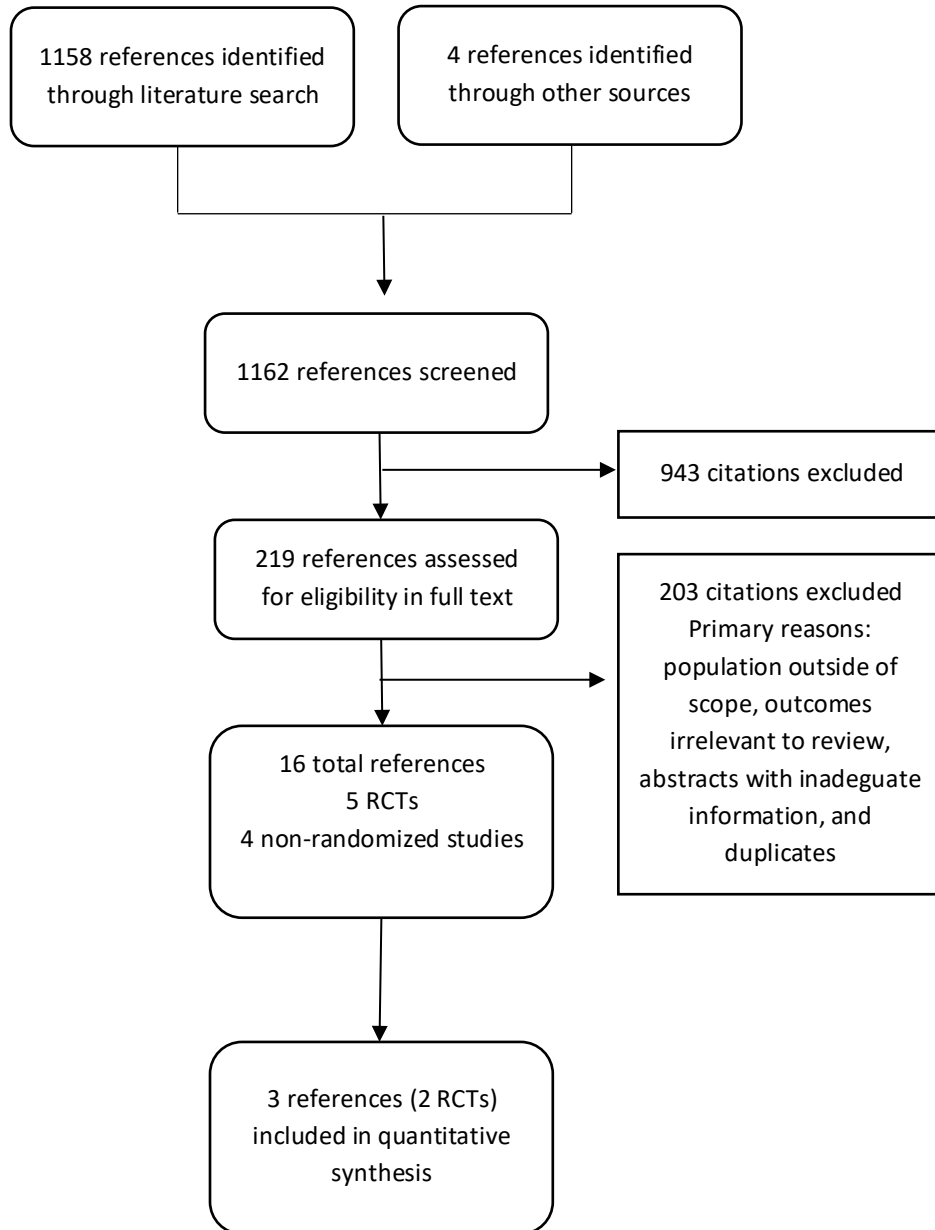 1158 references identified
through literature search
4 references identified
through other sources
1162 references screened
943 citations excluded
219 references assessed
for eligibility in full text
203 citations excluded
Primary reasons:
population outside of
scope, outcomes
irrelevant to review,
abstracts with inadeguate
information, and
duplicates
16 total references
5 RCTs
4 non-randomized studies
3 references (2 RCTs)
included in quantitative
synthesis